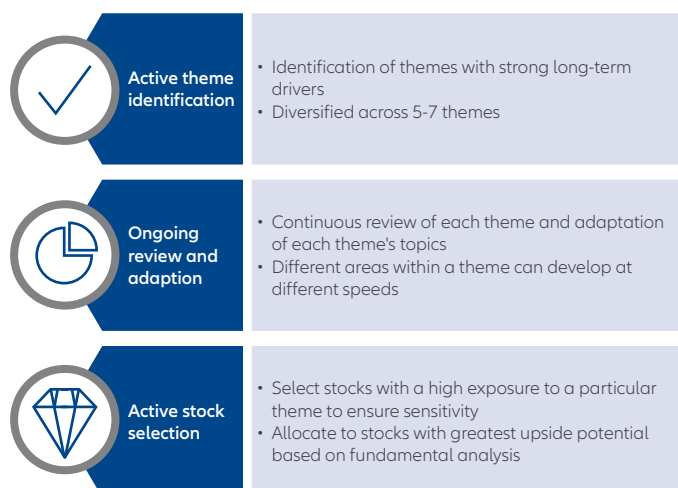 Active theme
identification
• Identification of themes with strong long-term
drivers
• Diversified across 5-7 themes
Ongoing
review and
adaption
• Continuous review of each theme and adaptation
of each theme's topics
• Different areas within a theme can develop at
different speeds
Active stock
selection
• Select stocks with a high exposure to a particular
theme to ensure sensitivity
• Allocate to stocks with greatest upside potential
based on fundamental analysis